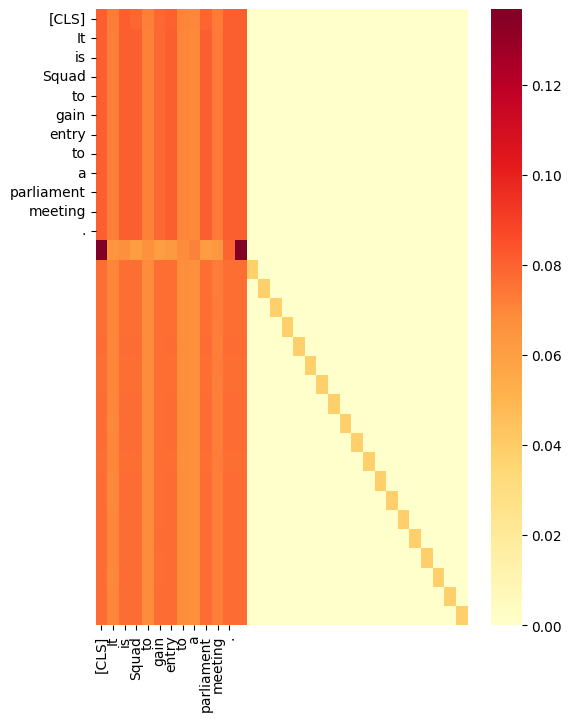 [CLS]
It
is
Squad
to
gain
entry
to
a
parliament
meeting
.
0.12
0.10
0.08
0.06
0.04
0.02
0.00
[CLS]
It
is
Squad
to
gain
entry
to
a
parliament
meeting
.